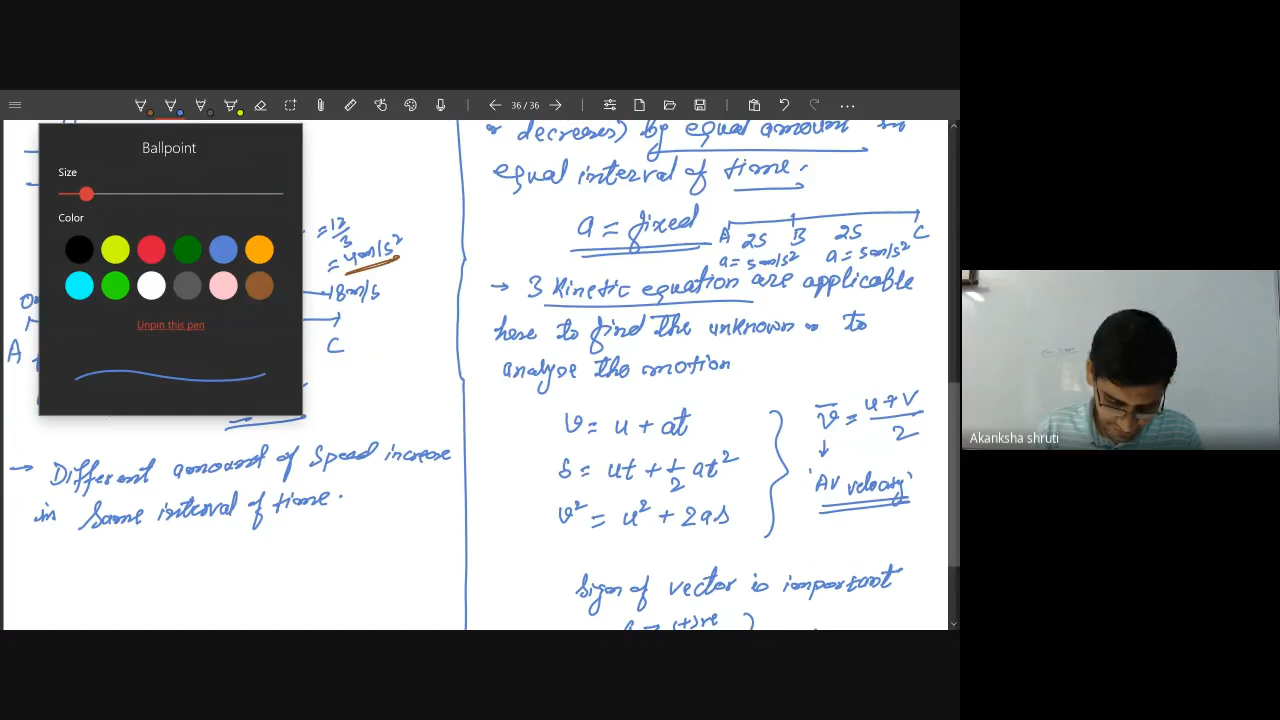 36 / 36
Ballpoint
Size
Color
Unpin this pen
= 12/3
= 4m/s²
18m/s
A
C
→ Different amount of Speed increase
in Same interval of time.
decreases) by equal amount in
equal interval of time.
a = fixed
A 2S B 2S C
a = 5m/s² a = 5m/s²
→ 3 Kinetic equation are applicable
here to find the unknown to
analyse the motion
v = u + at
s = ut + 1/2 at²
v² = u² + 2as
v̄ = u + v / 2
↓
'Av velocity'
Sign of vector is important
(+)ve
Akanksha shruti